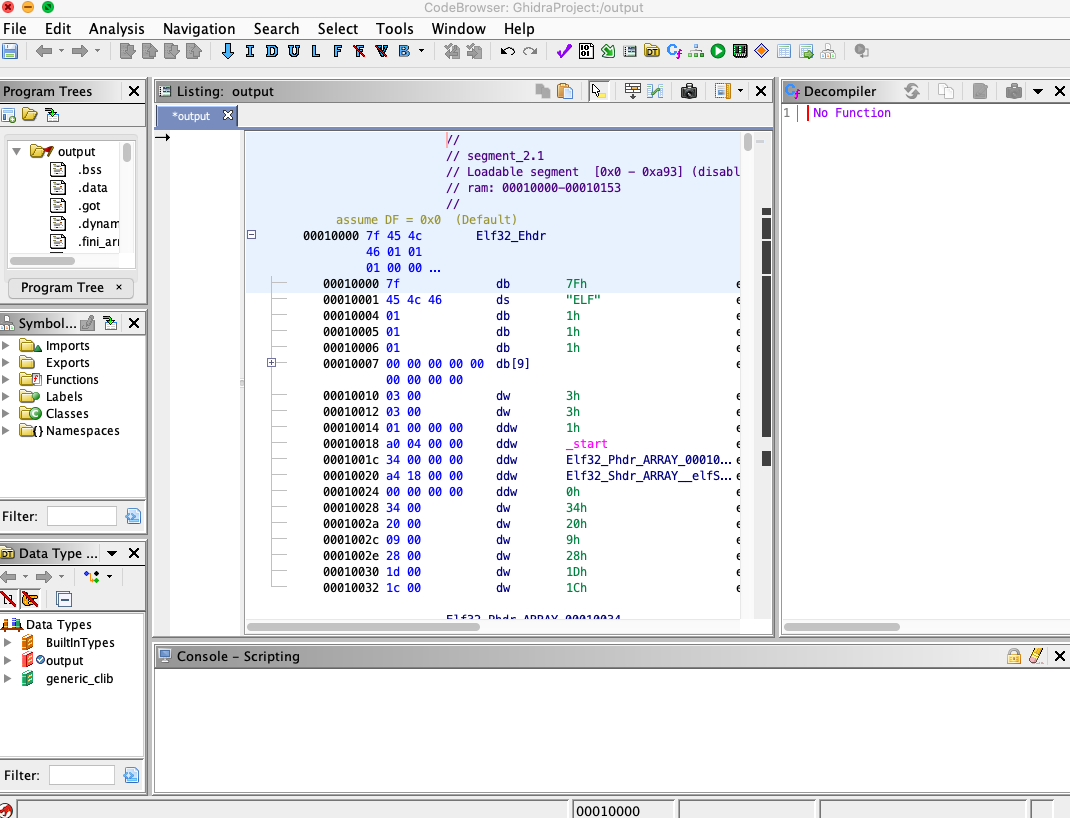 CodeBrowser: GhidraProject:/output
File Edit Analysis Navigation Search Select Tools Window Help
I D U L F B
Program Trees
output
.bss
.data
.got
.dynam
.fini_arr
Program Tree ×
Symbol...
Imports
Exports
Functions
Labels
Classes
Namespaces
Filter:
Data Type ...
Data Types
BuiltInTypes
output
generic_clib
Filter:
Listing: output
*output
//
// segment_2.1
// Loadable segment [0x0 - 0xa93] (disabl
// ram: 00010000-00010153
//
assume DF = 0x0 (Default)
00010000 7f 45 4c Elf32_Ehdr
46 01 01
01 00 00 ...
00010000 7f db 7Fh e
00010001 45 4c 46 ds "ELF" e
00010004 01 db 1h e
00010005 01 db 1h e
00010006 01 db 1h e
00010007 00 00 00 00 00 db[9] e
00 00 00 00
00010010 03 00 dw 3h e
00010012 03 00 dw 3h e
00010014 01 00 00 00 ddw 1h e
00010018 a0 04 00 00 ddw _start e
0001001c 34 00 00 00 ddw Elf32_Phdr_ARRAY_00010... e
00010020 a4 18 00 00 ddw Elf32_Shdr_ARRAY__elfS... e
00010024 00 00 00 00 ddw 0h e
00010028 34 00 dw 34h e
0001002a 20 00 dw 20h e
0001002c 09 00 dw 9h e
0001002e 28 00 dw 28h e
00010030 1d 00 dw 1Dh e
00010032 1c 00 dw 1Ch e
Elf32_Phdr_ARRAY_00010034
Decompiler
1 No Function
Console - Scripting
00010000